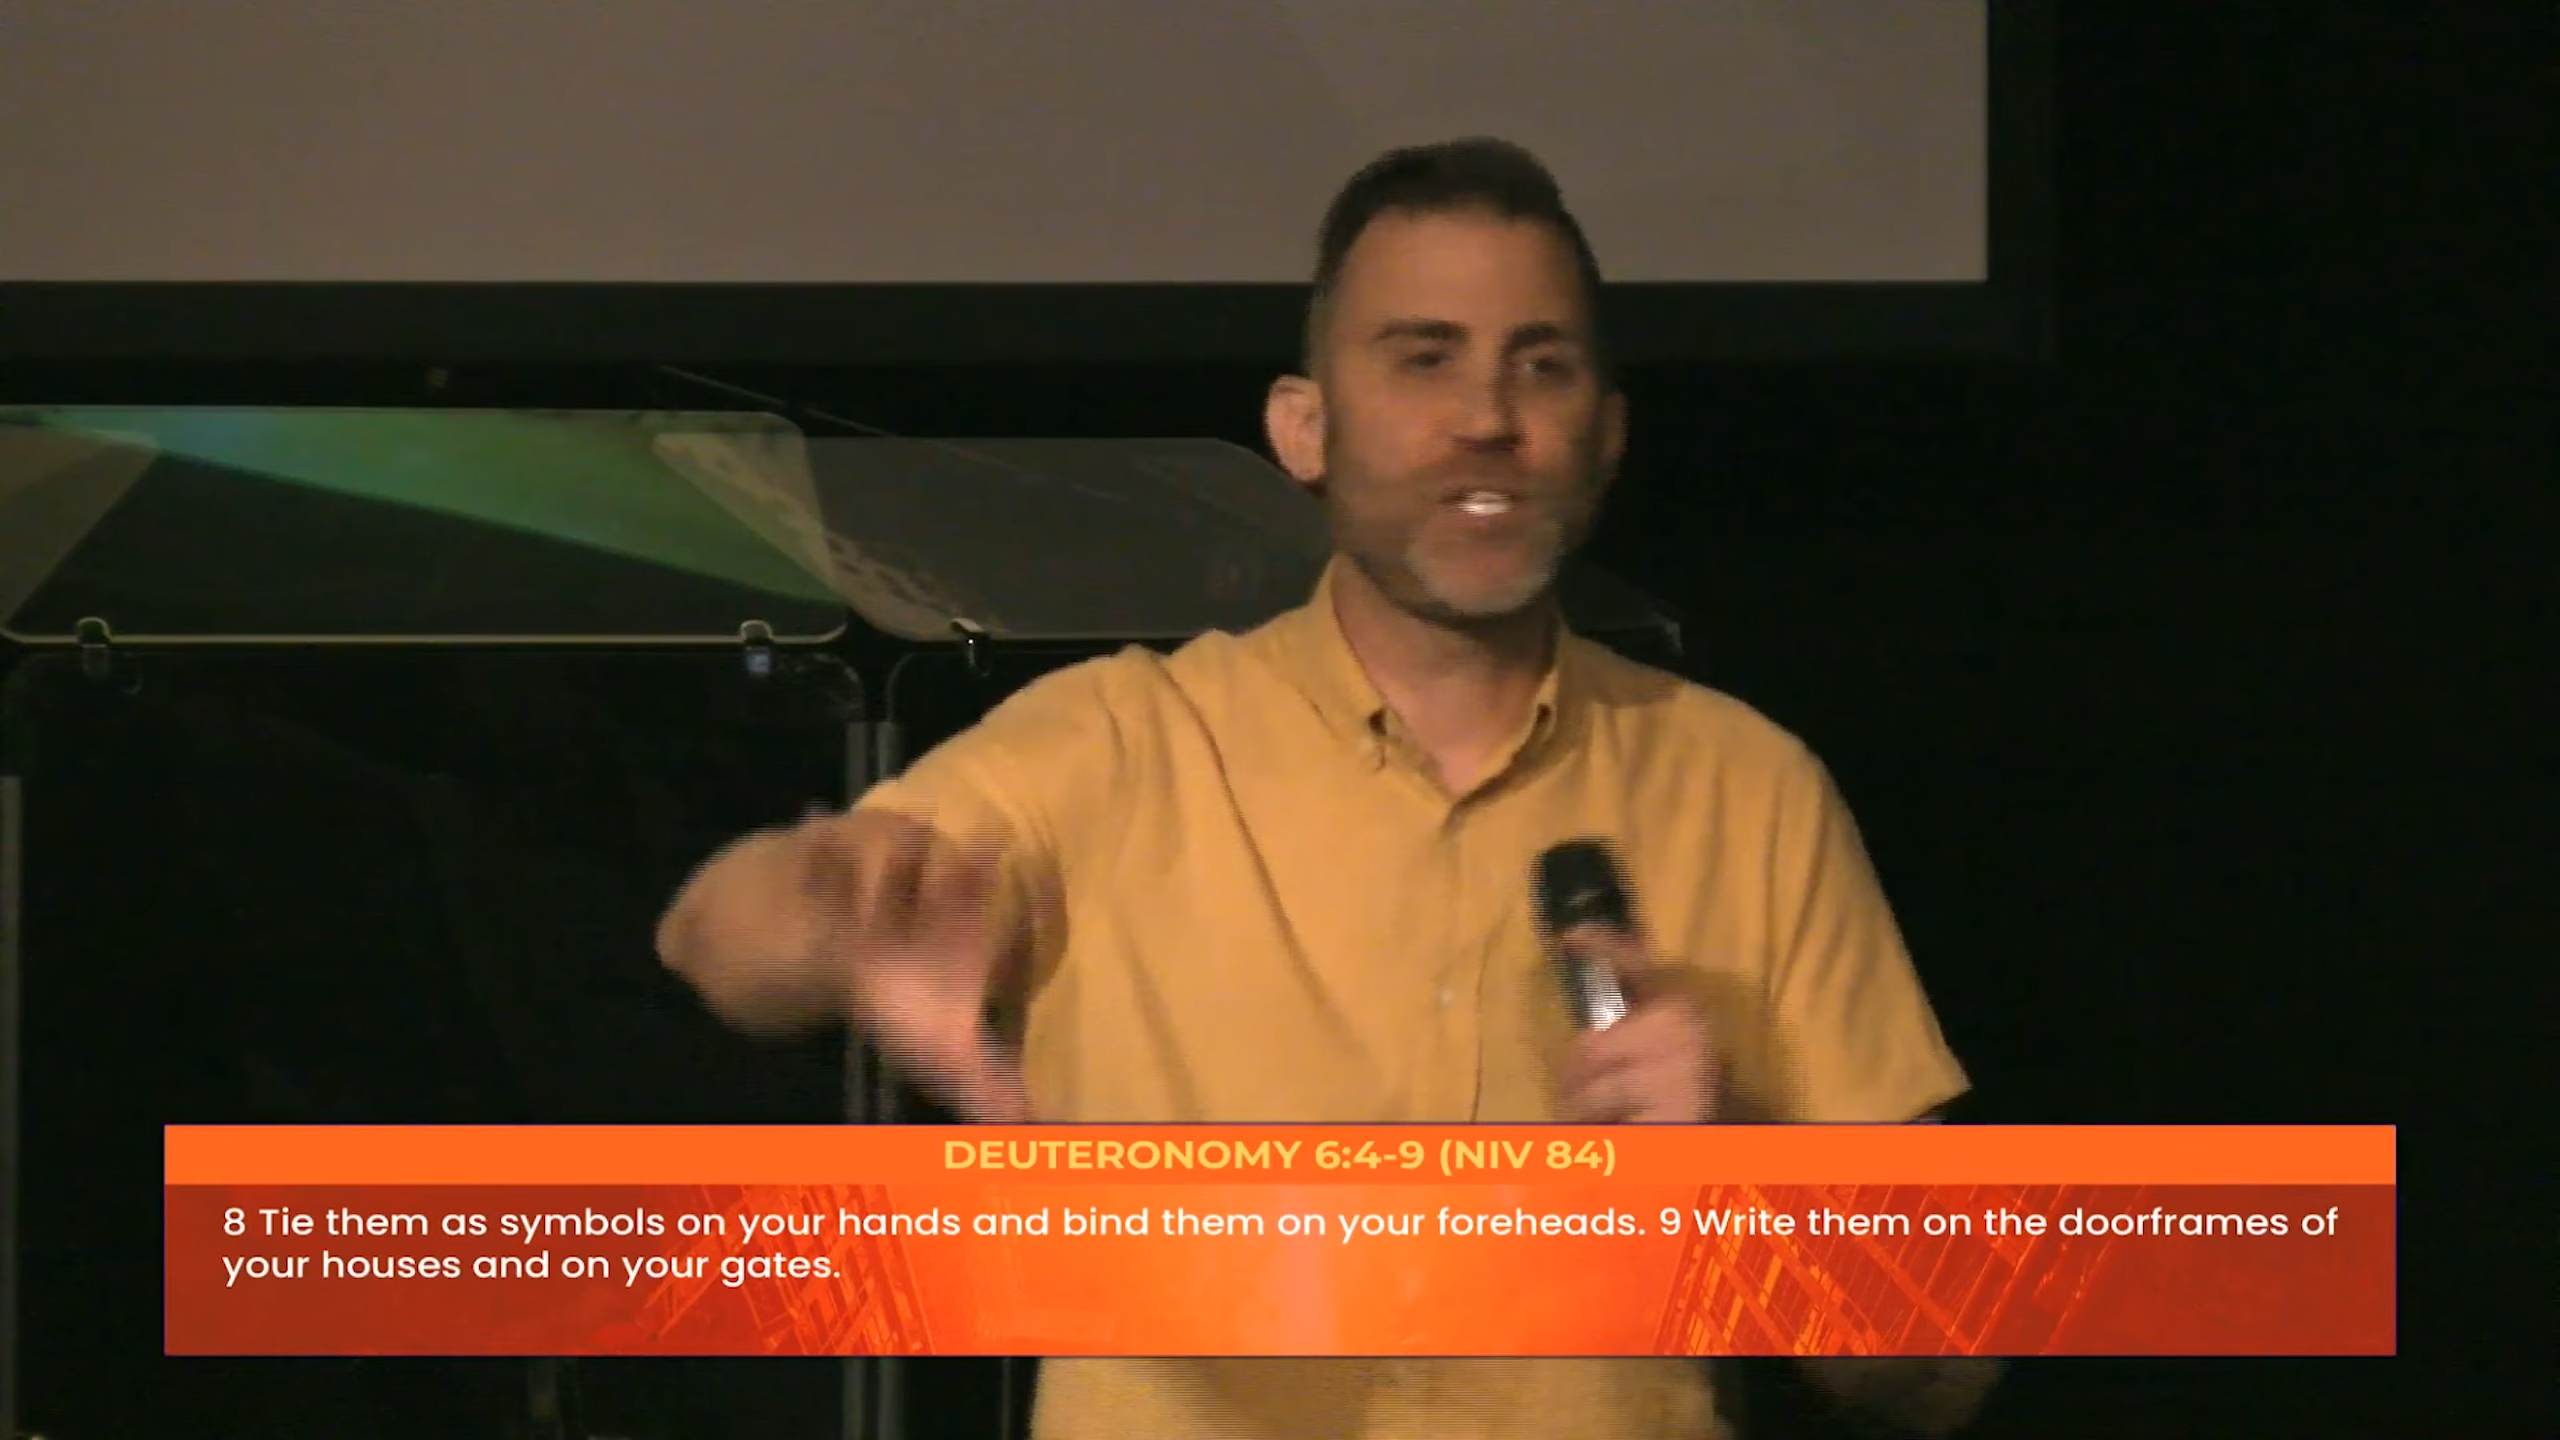 DEUTERONOMY 6:4-9 (NIV 84)
8 Tie them as symbols on your hands and bind them on your foreheads. 9 Write them on the doorframes of
your houses and on your gates.